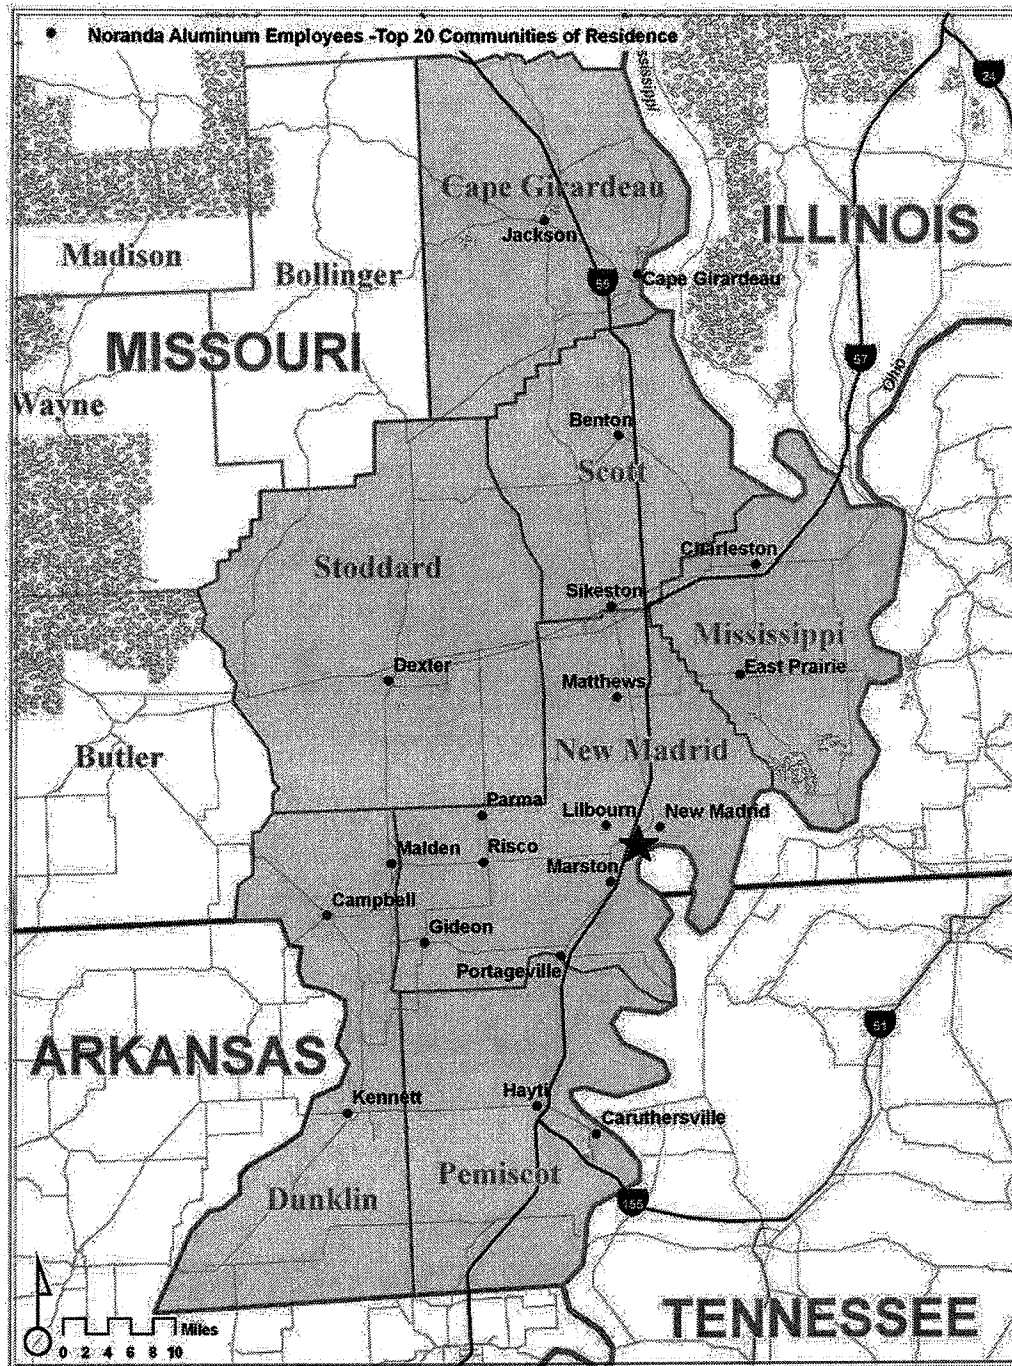 Noranda Aluminum Employees -Top 20 Communities of Residence
24
Cape Girardeau
ILLINOIS
Jackson
Madison
Bollinger
Cape Girardeau
55
MISSOURI
57
Ohio
Wayne
Benton
Scott
Charleston
Stoddard
Sikeston
Mississippi
Dexter
East Prairie
Matthews
New Madrid
Butler
Parma
Lilbourn
New Madrid
Malden
Risco
Marston
Campbell
Gideon
Portageville
51
ARKANSAS
Kennett
Hayti
Caruthersville
Pemiscot
Dunklin
155
TENNESSEE
Miles
0 2 4 6 8 10